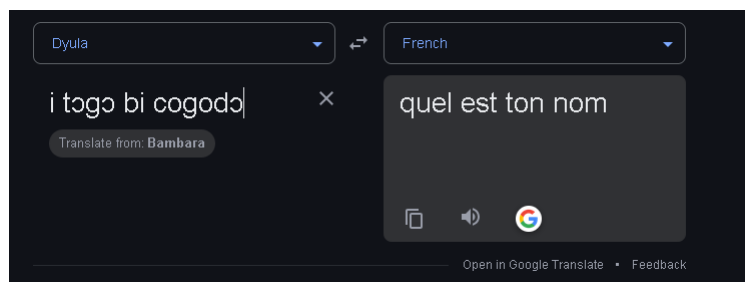 Dyula
French
i tɔgɔ bi cogodɔ
quel est ton nom
Translate from: Bambara
Open in Google Translate • Feedback